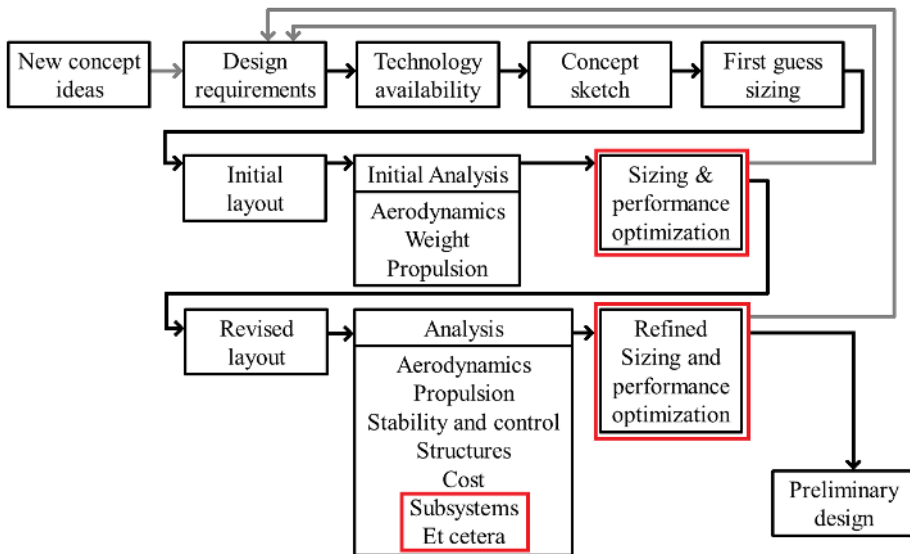 New concept
ideas
Design
requirements
Technology
availability
Concept
sketch
First guess
sizing
Initial
layout
Initial Analysis
Aerodynamics
Weight
Propulsion
Sizing &
performance
optimization
Revised
layout
Analysis
Aerodynamics
Propulsion
Stability and control
Structures
Cost
Subsystems
Et cetera
Refined
Sizing and
performance
optimization
Preliminary
design